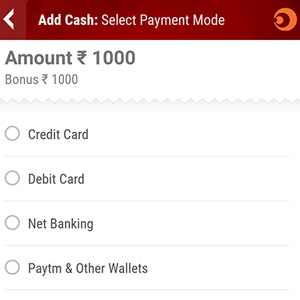 Add Cash: Select Payment Mode
Amount ₹ 1000
Bonus ₹ 1000
Credit Card
Debit Card
Net Banking
Paytm & Other Wallets